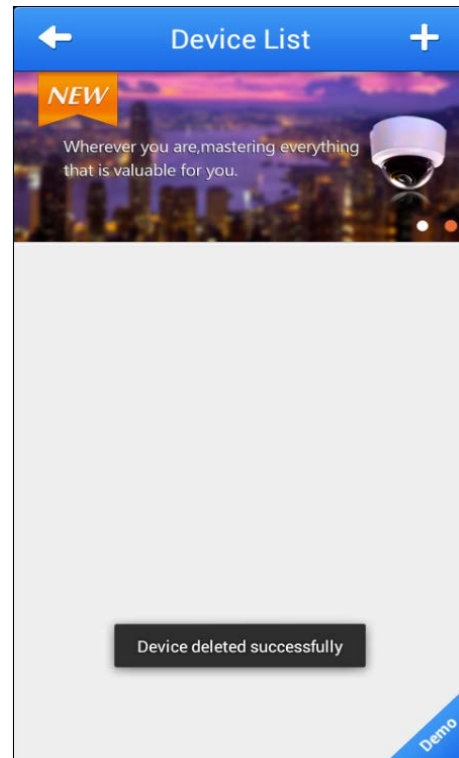 Device List
NEW
Wherever you are,mastering everything
that is valuable for you.
Device deleted successfully
Demo